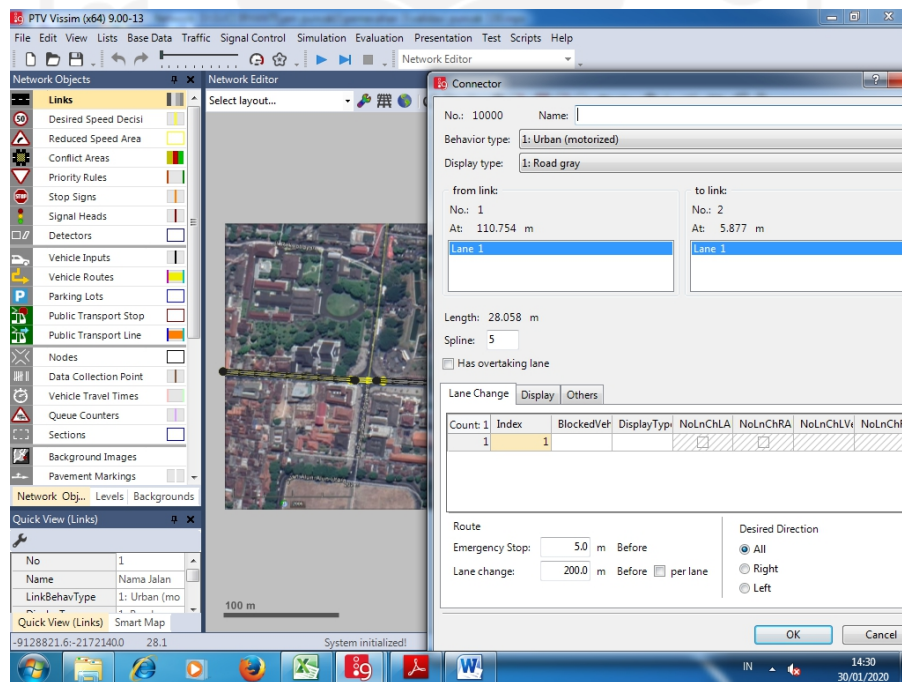 PTV Vissim (x64) 9.00-13
File Edit View Lists Base Data Traffic Signal Control Simulation Evaluation Presentation Test Scripts Help
Network Editor
Network Objects
Links
50 Desired Speed Decisi
Reduced Speed Area
Conflict Areas
Priority Rules
STOP Stop Signs
Signal Heads
Detectors
Vehicle Inputs
Vehicle Routes
P Parking Lots
Public Transport Stop
Public Transport Line
Nodes
Data Collection Point
Vehicle Travel Times
Queue Counters
Sections
Background Images
Pavement Markings
Network Obj... Levels Backgrounds
Quick View (Links)
No 1
Name Nama Jalan
LinkBehavType 1: Urban (mo
Quick View (Links) Smart Map
Network Editor
Select layout...
100 m
Connector
No.: 10000 Name:
Behavior type: 1: Urban (motorized)
Display type: 1: Road gray
from link:
No.: 1
At: 110.754 m
Lane 1
to link:
No.: 2
At: 5.877 m
Lane 1
Length: 28.058 m
Spline: 5
Has overtaking lane
Lane Change Display Others
Count: 1 Index BlockedVeh DisplayTyp NoLnChLA NoLnChRA NoLnChLVe NoLnChR
1 1
Route
Emergency Stop: 5.0 m Before
Lane change: 200.0 m Before per lane
Desired Direction
All
Right
Left
OK Cancel
-9128821.6:-2172140.0 28.1 System initialized!
IN 14:30
30/01/2020